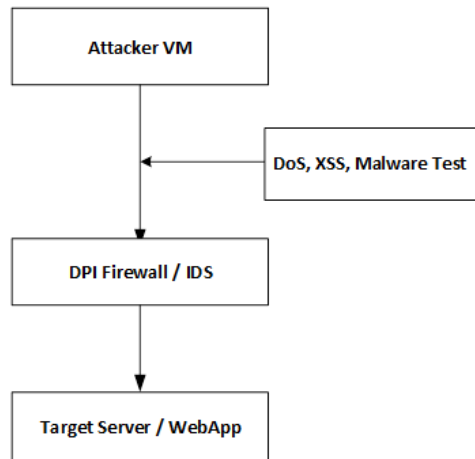 Attacker VM
DoS, XSS, Malware Test
DPI Firewall / IDS
Target Server / WebApp